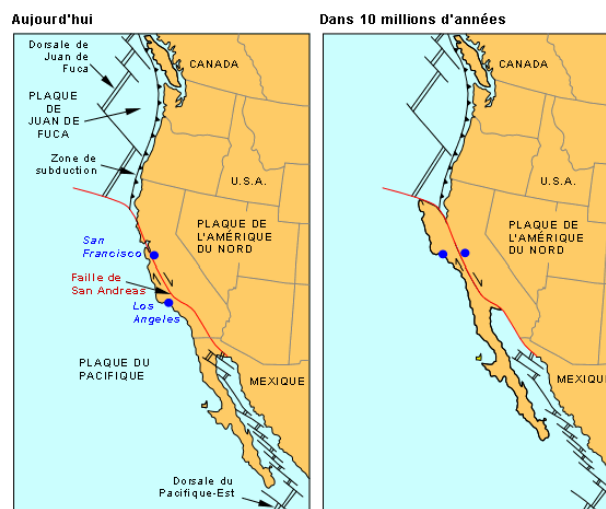 Aujourd'hui
Dorsale de
Juan de
Fuca
CANADA
PLAQUE
DE
JUAN DE
FUCA
Zone de
subduction
U.S.A.
PLAQUE DE
L'AMÉRIQUE
DU NORD
San
Francisco
Faille de
San Andreas
Los
Angeles
PLAQUE DU
PACIFIQUE
MEXIQUE
Dorsale du
Pacifique-Est
Dans 10 millions d'années
CANADA
U.S.A.
PLAQUE DE
L'AMÉRIQUE
DU NORD
MEXIQU